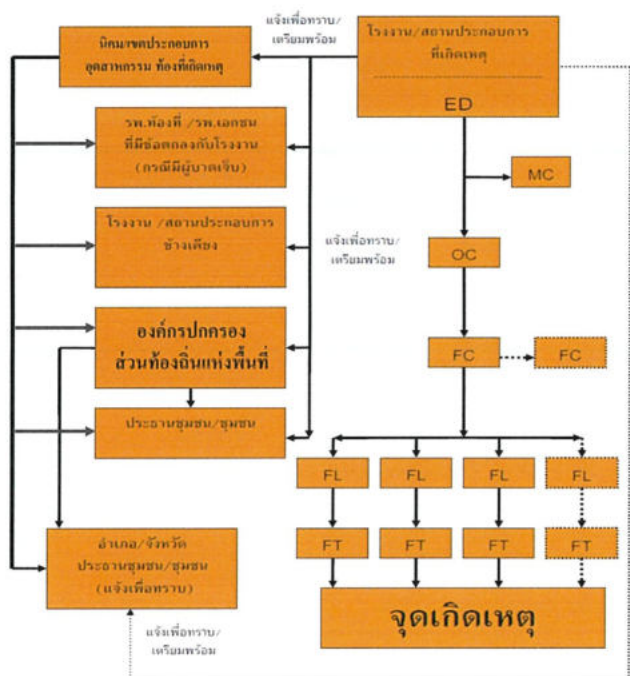 แจ้งเพื่อทราบ/
เตรียมพร้อม
นิคม/เขตประกอบการ
อุตสาหกรรม ท้องที่เกิดเหตุ
โรงงาน/สถานประกอบการ
ที่เกิดเหตุ
ED
รพ.ท้องที่ /รพ.เอกชน
ที่มีข้อตกลงกับโรงงาน
(กรณีมีผู้บาดเจ็บ)
MC
โรงงาน /สถานประกอบการ
ข้างเคียง
แจ้งเพื่อทราบ/
เตรียมพร้อม
OC
องค์กรปกครอง
ส่วนท้องถิ่นแห่งพื้นที่
FC
FC
ประธานชุมชน/ชุมชน
FL
FL
FL
FL
FT
FT
FT
FT
อำเภอ/จังหวัด
ประธานชุมชน/ชุมชน
(แจ้งเพื่อทราบ)
จุดเกิดเหตุ
แจ้งเพื่อทราบ/
เตรียมพร้อม